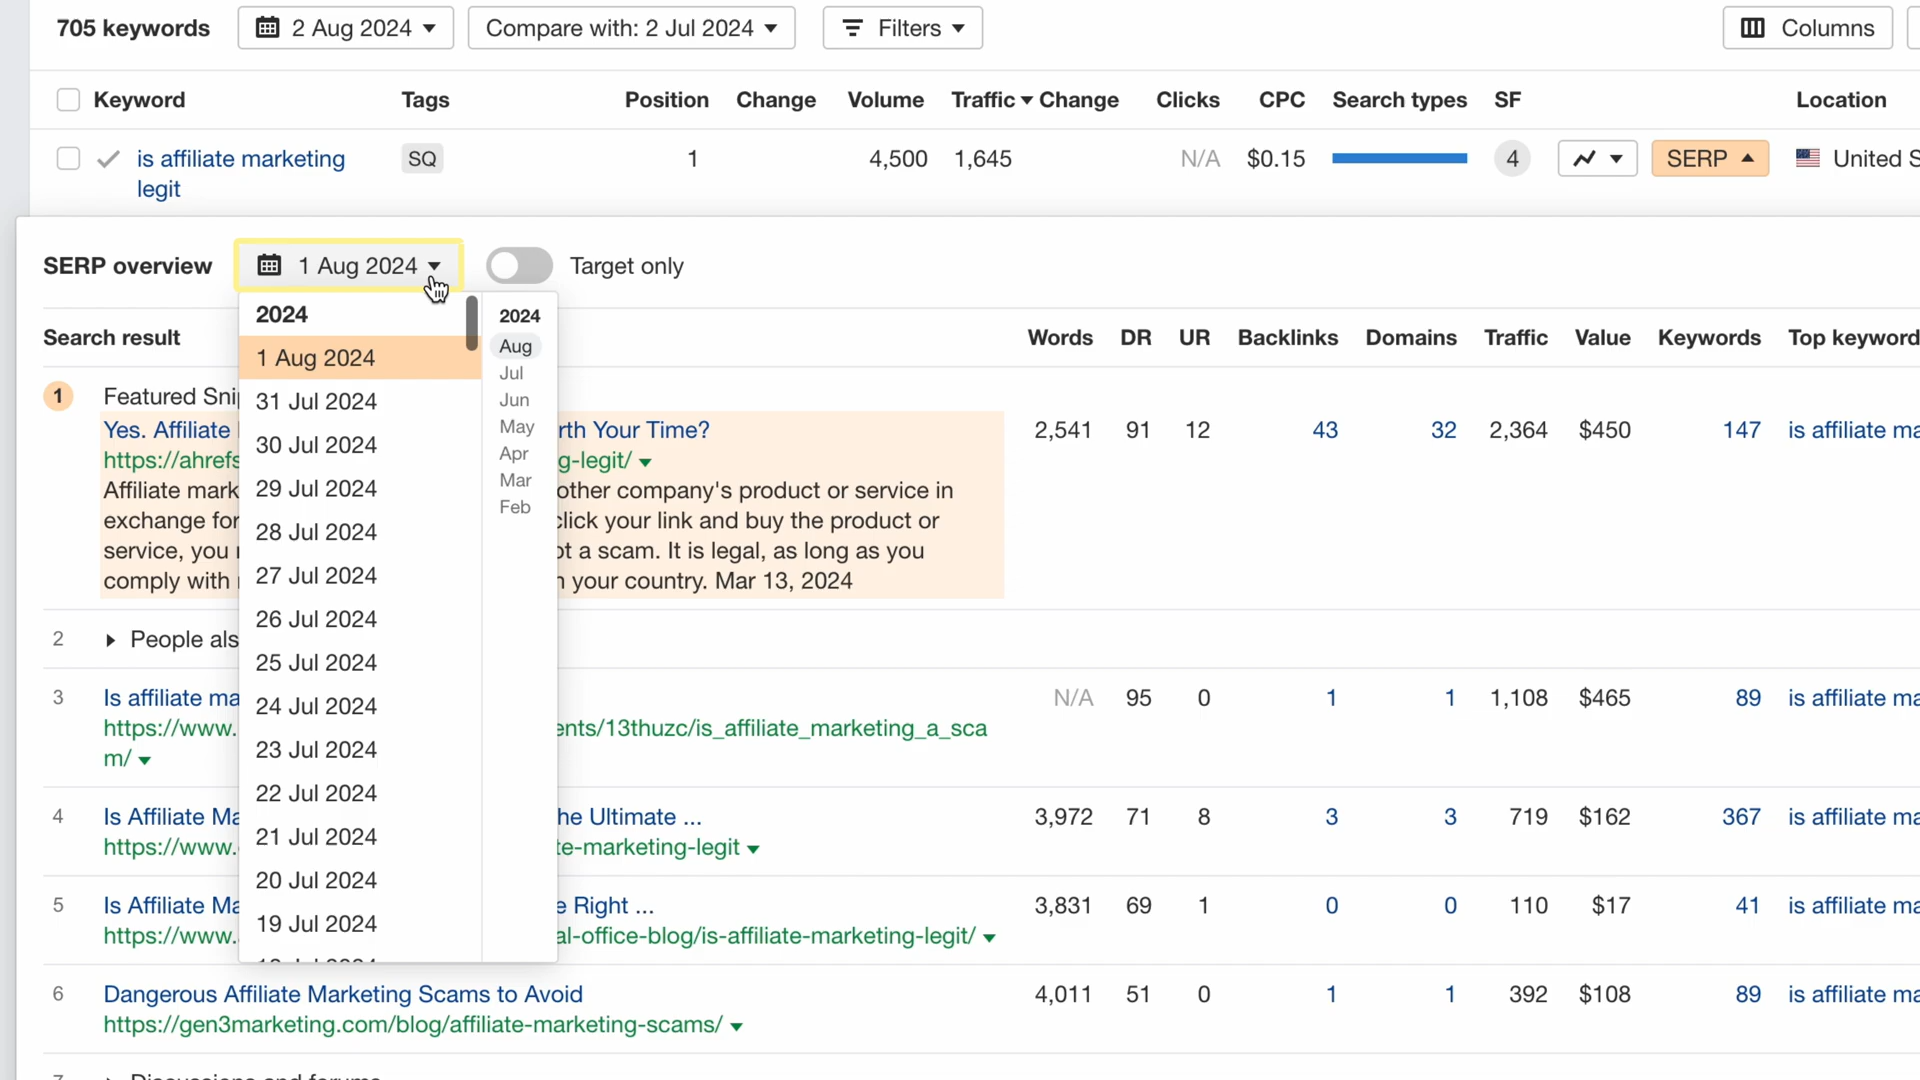 705 keywords 2 Aug 2024 Compare with: 2 Jul 2024 Filters Columns
Keyword Tags Position Change Volume Traffic Change Clicks CPC Search types SF Location
is affiliate marketing SQ 1 4,500 1,645 N/A $0.15 4 SERP United S
legit
SERP overview 1 Aug 2024 Target only
2024
1 Aug 2024
31 Jul 2024
30 Jul 2024
29 Jul 2024
28 Jul 2024
27 Jul 2024
26 Jul 2024
25 Jul 2024
24 Jul 2024
23 Jul 2024
22 Jul 2024
21 Jul 2024
20 Jul 2024
19 Jul 2024
2024
Aug
Jul
Jun
May
Apr
Mar
Feb
Search result Words DR UR Backlinks Domains Traffic Value Keywords Top keyword
1 Featured Snip
Yes. Affiliate rth Your Time? 2,541 91 12 43 32 2,364 $450 147 is affiliate ma
https://ahrefs g-legit/
Affiliate mark other company's product or service in
exchange for click your link and buy the product or
service, you ot a scam. It is legal, as long as you
comply with your country. Mar 13, 2024
2 People als
3 Is affiliate ma N/A 95 0 1 1 1,108 $465 89 is affiliate ma
https://www. ents/13thuzc/is_affiliate_marketing_a_sca
m/
4 Is Affiliate Ma he Ultimate ... 3,972 71 8 3 3 719 $162 367 is affiliate ma
https://www. te-marketing-legit
5 Is Affiliate Ma e Right ... 3,831 69 1 0 0 110 $17 41 is affiliate ma
https://www. al-office-blog/is-affiliate-marketing-legit/
6 Dangerous Affiliate Marketing Scams to Avoid 4,011 51 0 1 1 392 $108 89 is affiliate ma
https://gen3marketing.com/blog/affiliate-marketing-scams/
7 Discussions and forums